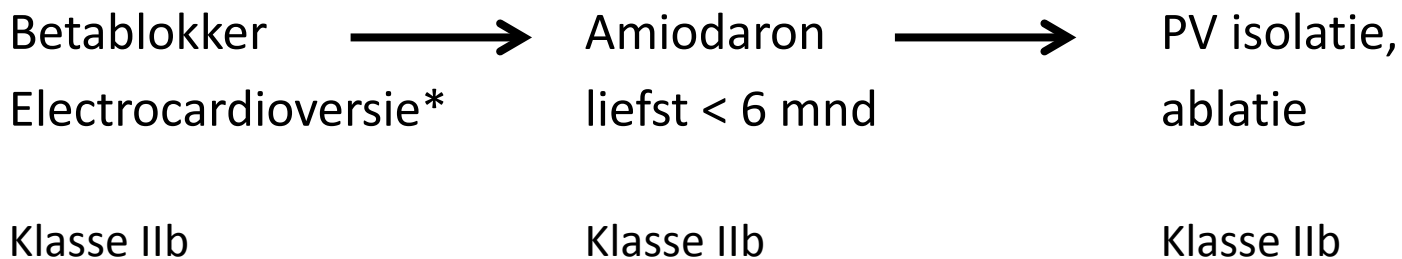 Betablokker
Electrocardioversie*
Klasse IIb
Amiodaron
liefst < 6 mnd
Klasse IIb
PV isolatie,
ablatie
Klasse IIb